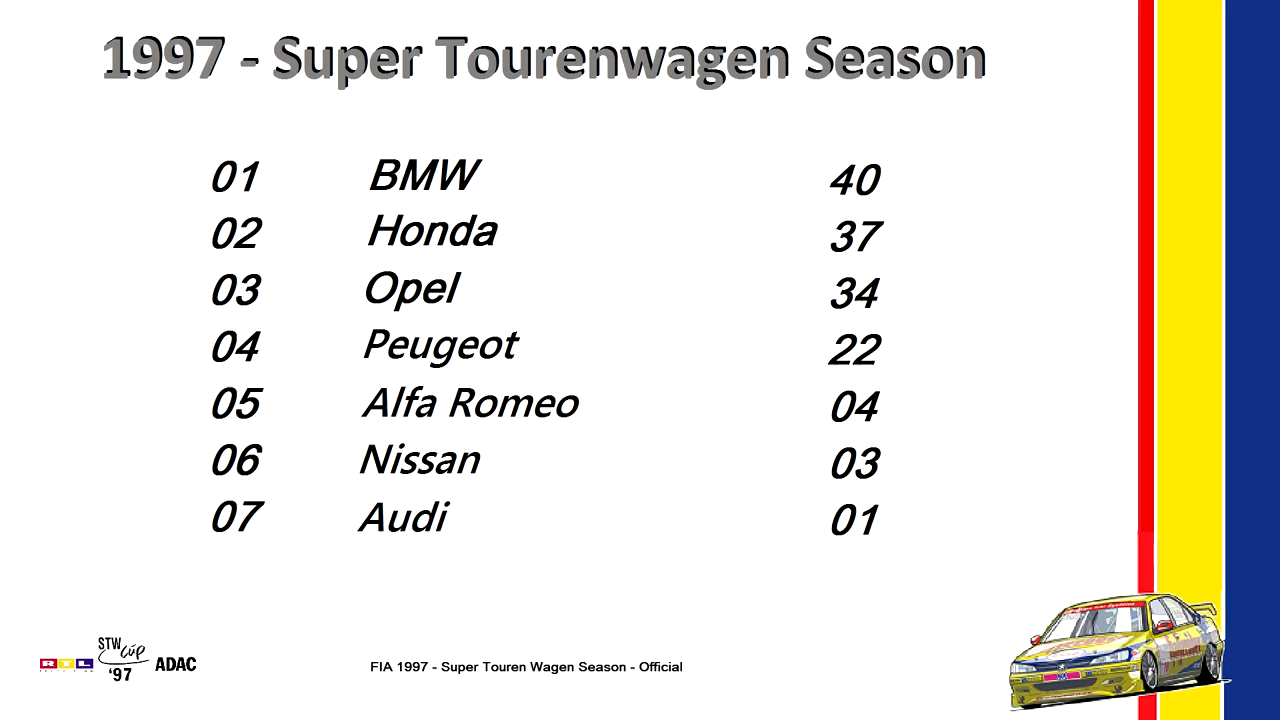 1997 - Super Tourenwagen Season
01 BMW 40
02 Honda 37
03 Opel 34
04 Peugeot 22
05 Alfa Romeo 04
06 Nissan 03
07 Audi 01
RTL
STW cup '97
ADAC
FIA 1997 - Super Touren Wagen Season - Official